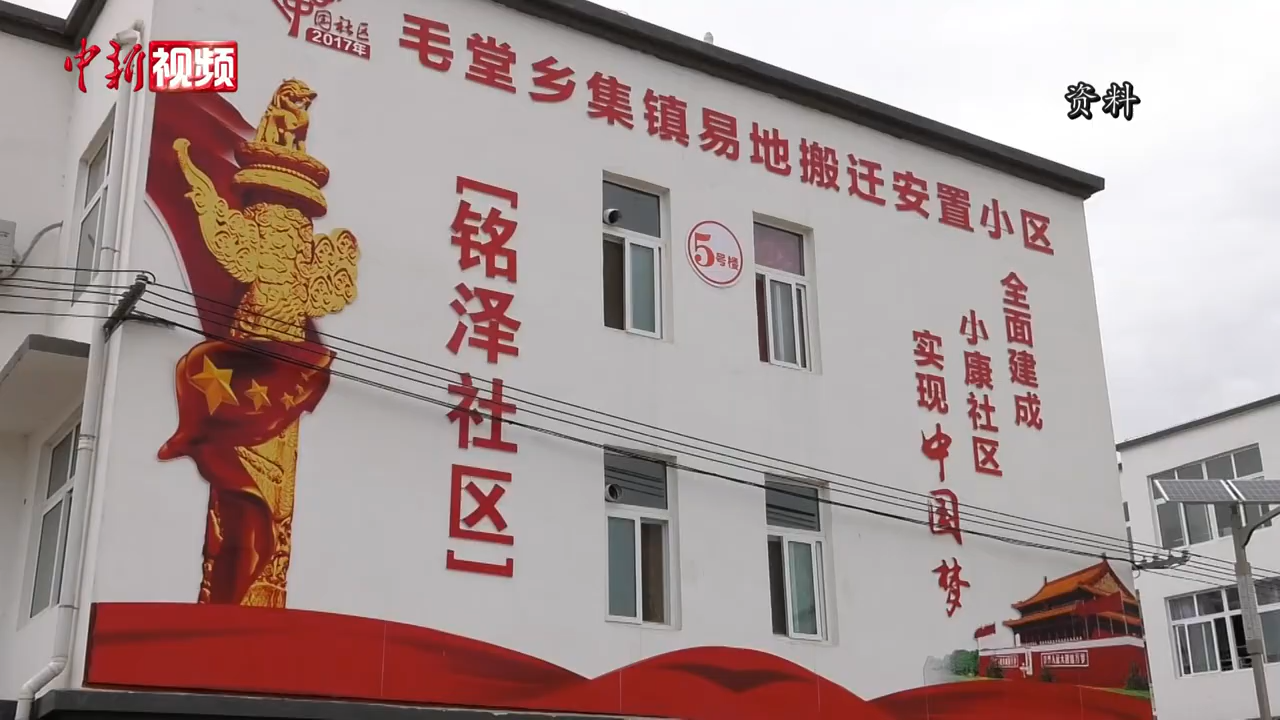 中新视频
中国社区
2017年
资料
毛堂乡集镇易地搬迁安置小区
[铭泽社区]
5号楼
全面建成
小康社区
实现中国梦